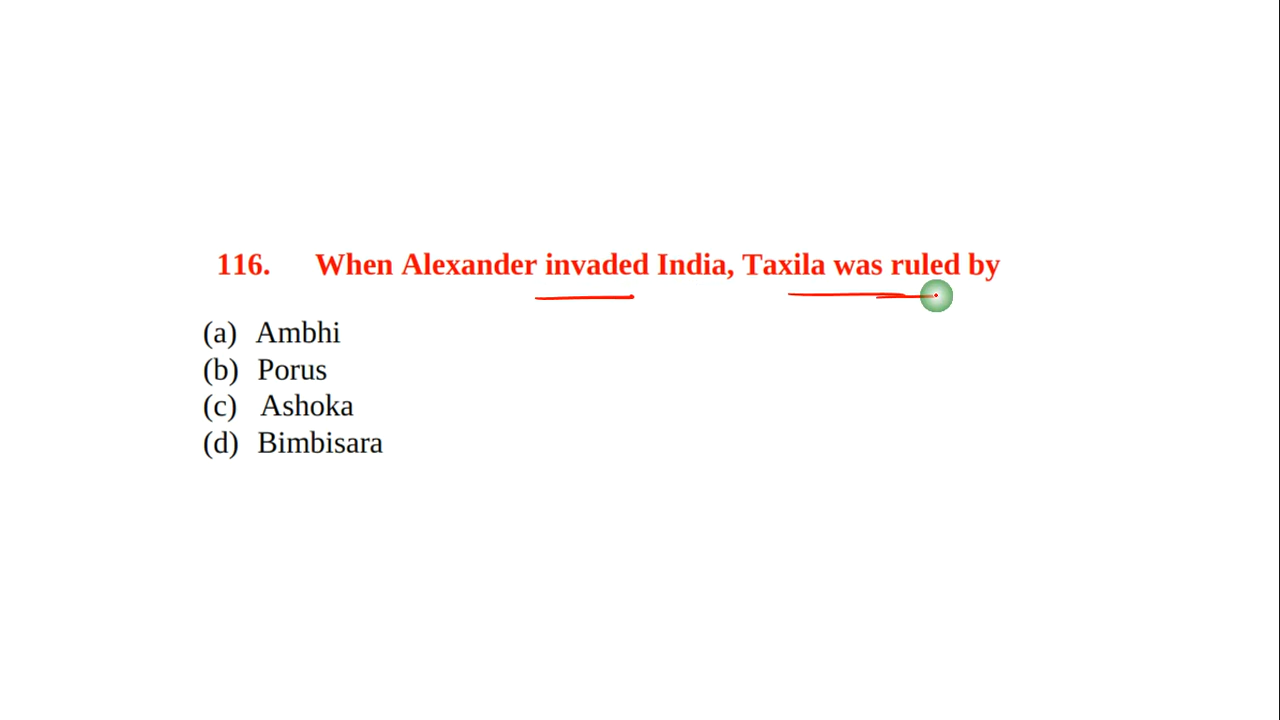 116. When Alexander invaded India, Taxila was ruled by
(a) Ambhi
(b) Porus
(c) Ashoka
(d) Bimbisara